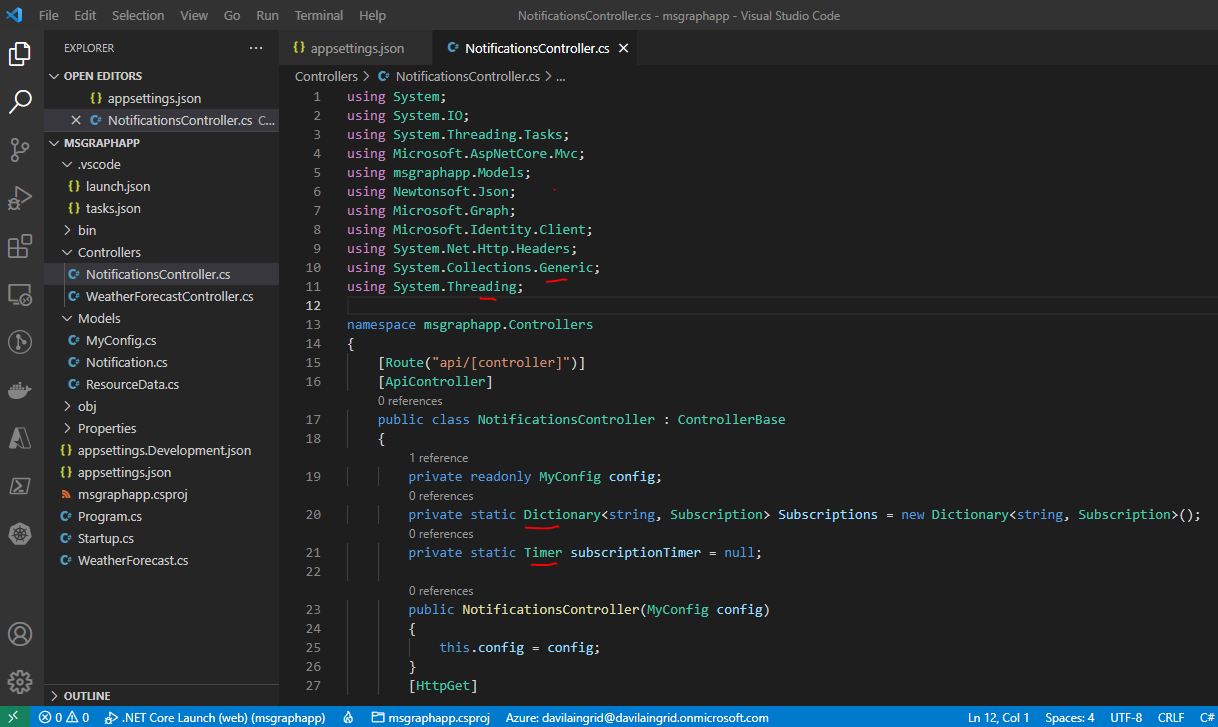 File Edit Selection View Go Run Terminal Help NotificationsController.cs - msgraphapp - Visual Studio Code
EXPLORER ···
OPEN EDITORS
{} appsettings.json
× C# NotificationsController.cs C...
MSGRAPHAPP
.vscode
{} launch.json
{} tasks.json
> bin
Controllers
C# NotificationsController.cs
C# WeatherForecastController.cs
Models
C# MyConfig.cs
C# Notification.cs
C# ResourceData.cs
> obj
> Properties
{} appsettings.Development.json
{} appsettings.json
msgraphapp.csproj
C# Program.cs
C# Startup.cs
C# WeatherForecast.cs
> OUTLINE
{} appsettings.json C# NotificationsController.cs ×
Controllers > C# NotificationsController.cs > ...
1 using System;
2 using System.IO;
3 using System.Threading.Tasks;
4 using Microsoft.AspNetCore.Mvc;
5 using msgraphapp.Models;
6 using Newtonsoft.Json;
7 using Microsoft.Graph;
8 using Microsoft.Identity.Client;
9 using System.Net.Http.Headers;
10 using System.Collections.Generic;
11 using System.Threading;
12
13 namespace msgraphapp.Controllers
14 {
15 [Route("api/[controller]")]
16 [ApiController]
0 references
17 public class NotificationsController : ControllerBase
18 {
1 reference
19 private readonly MyConfig config;
0 references
20 private static Dictionary<string, Subscription> Subscriptions = new Dictionary<string, Subscription>();
0 references
21 private static Timer subscriptionTimer = null;
22
0 references
23 public NotificationsController(MyConfig config)
24 {
25 this.config = config;
26 }
27 [HttpGet]
0 0 .NET Core Launch (web) (msgraphapp) msgraphapp.csproj Azure: davilaingrid@davilaingrid.onmicrosoft.com Ln 12, Col 1 Spaces: 4 UTF-8 CRLF C#